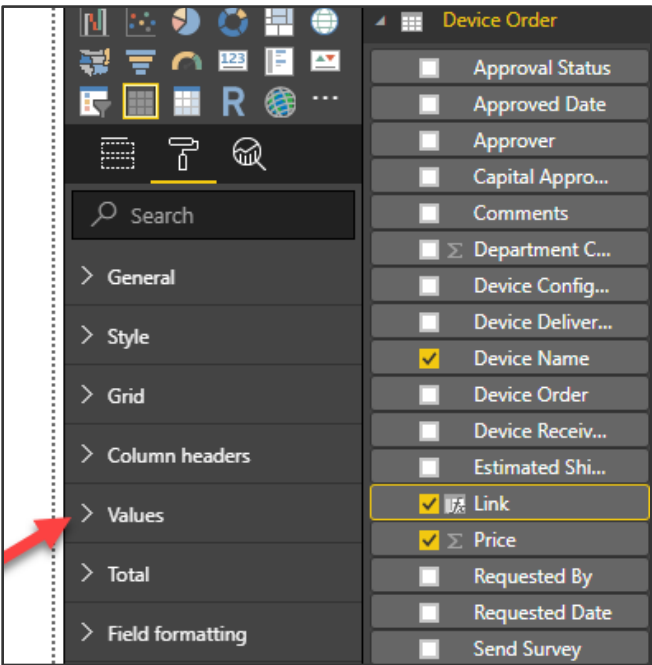 123
R
...
Search
General
Style
Grid
Column headers
Values
Total
Field formatting
Device Order
Approval Status
Approved Date
Approver
Capital Appro...
Comments
Σ Department C...
Device Config...
Device Deliver...
Device Name
Device Order
Device Receiv...
Estimated Shi...
Link
Σ Price
Requested By
Requested Date
Send Survey